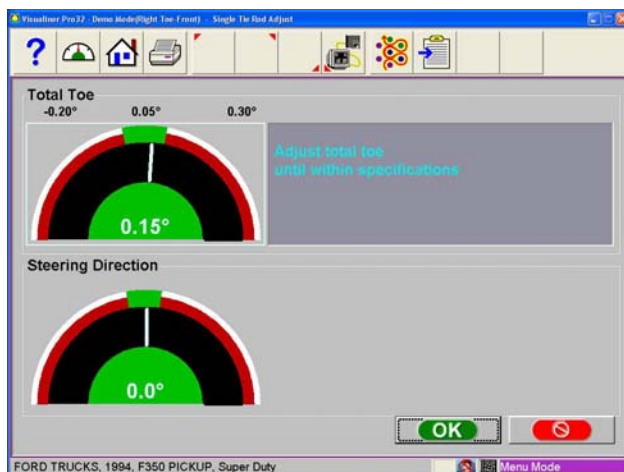 Visualiner Pro32 - Demo Mode(Right Toe-Front) - Single Tie Rod Adjust
?
Total Toe
-0.20° 0.05° 0.30°
Adjust total toe
until within specifications
0.15°
Steering Direction
0.0°
OK
FORD TRUCKS, 1994, F350 PICKUP, Super Duty
Menu Mode